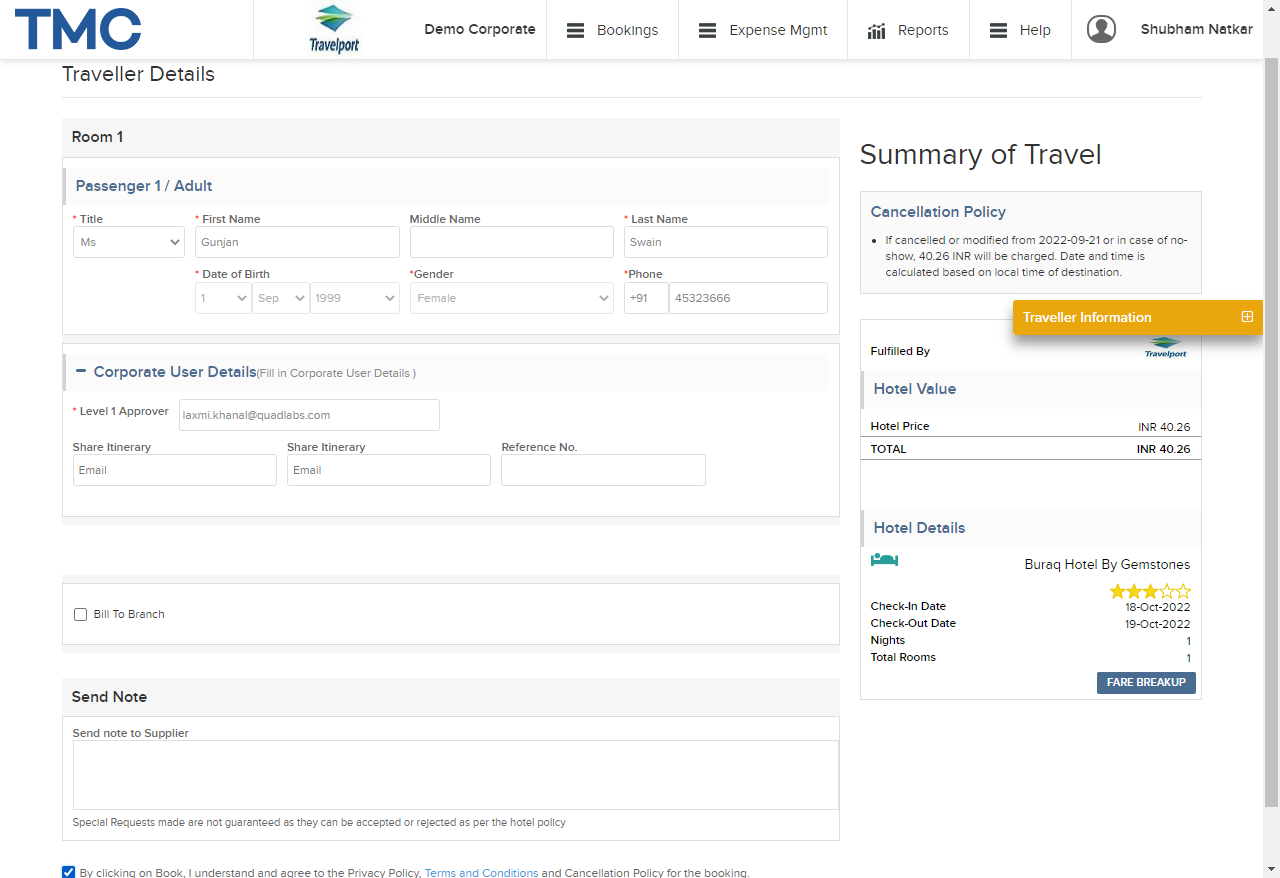 TMC
Travelport
Demo Corporate
Bookings
Expense Mgmt
Reports
Help
Shubham Natkar
Traveller Details
Room 1
Passenger 1 / Adult
* Title
* First Name
Middle Name
* Last Name
Ms
Gunjan
Swain
* Date of Birth
*Gender
*Phone
1
Sep
1999
Female
+91
45323666
Corporate User Details(Fill in Corporate User Details )
* Level 1 Approver
laxmi.khanal@quadlabs.com
Share Itinerary
Share Itinerary
Reference No.
Email
Email
Bill To Branch
Send Note
Send note to Supplier
Special Requests made are not guaranteed as they can be accepted or rejected as per the hotel policy
By clicking on Book, I understand and agree to the Privacy Policy, Terms and Conditions and Cancellation Policy for the booking.
Summary of Travel
Cancellation Policy
If cancelled or modified from 2022-09-21 or in case of no-
show, 40.26 INR will be charged. Date and time is
calculated based on local time of destination.
Traveller Information
Fulfilled By
Travelport
Hotel Value
Hotel Price INR 40.26
TOTAL INR 40.26
Hotel Details
Buraq Hotel By Gemstones
Check-In Date 18-Oct-2022
Check-Out Date 19-Oct-2022
Nights 1
Total Rooms 1
FARE BREAKUP